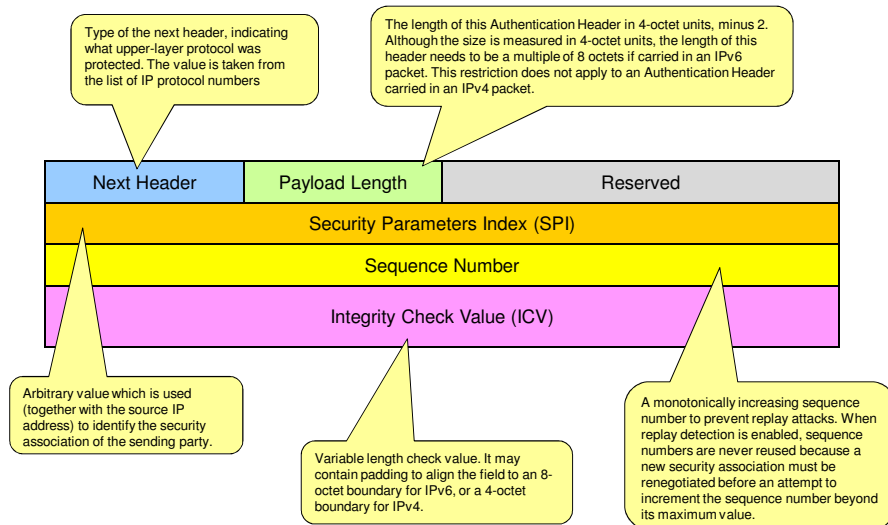 Type of the next header, indicating
what upper-layer protocol was
protected. The value is taken from
the list of IP protocol numbers
The length of this Authentication Header in 4-octet units, minus 2.
Although the size is measured in 4-octet units, the length of this
header needs to be a multiple of 8 octets if carried in an IPv6
packet. This restriction does not apply to an Authentication Header
carried in an IPv4 packet.
Next Header
Payload Length
Reserved
Security Parameters Index (SPI)
Sequence Number
Integrity Check Value (ICV)
Arbitrary value which is used
(together with the source IP
address) to identify the security
association of the sending party.
Variable length check value. It may
contain padding to align the field to an 8-
octet boundary for IPv6, or a 4-octet
boundary for IPv4.
A monotonically increasing sequence
number to prevent replay attacks. When
replay detection is enabled, sequence
numbers are never reused because a
new security association must be
renegotiated before an attempt to
increment the sequence number beyond
its maximum value.